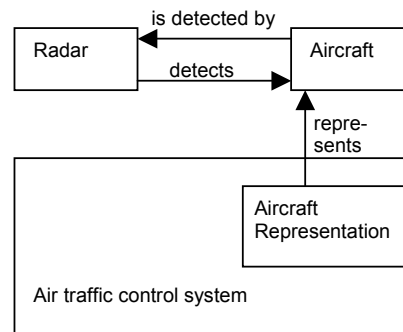 is detected by
Radar
Aircraft
detects
repre-
sents
Aircraft
Representation
Air traffic control system